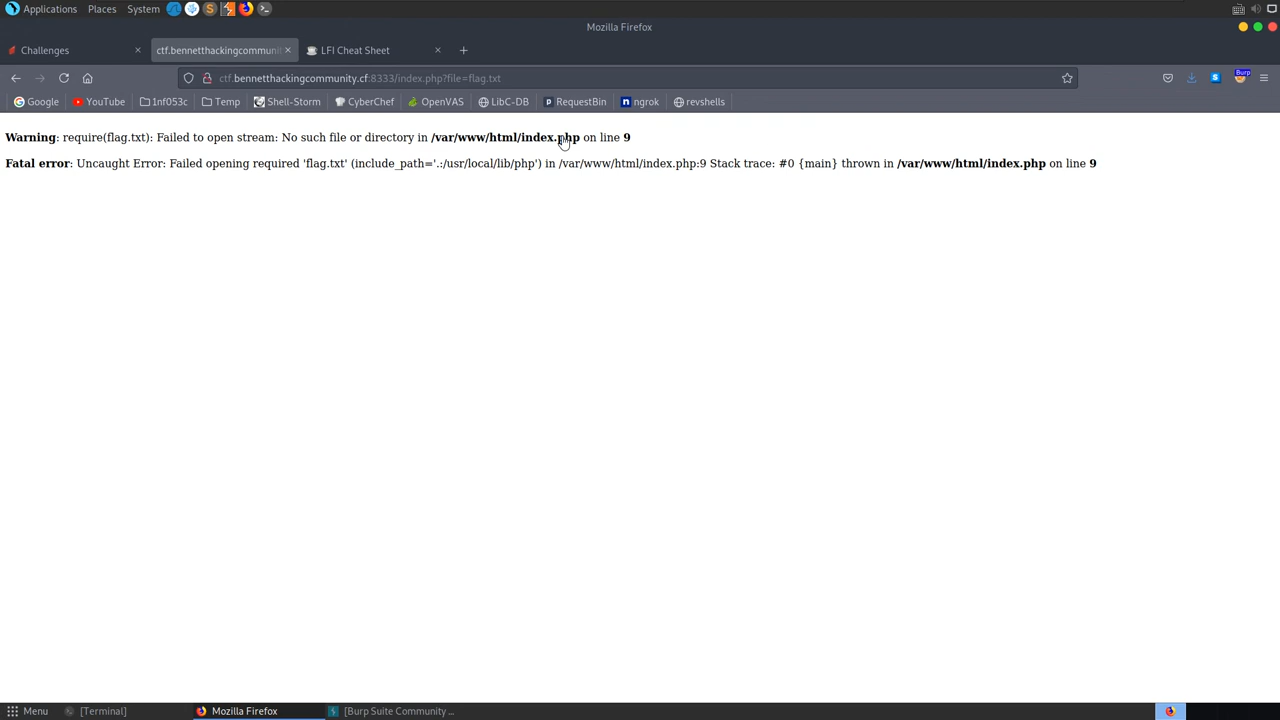 Applications Places System
Mozilla Firefox
Challenges × ctf.bennetthackingcommunit × LFI Cheat Sheet × +
ctf.bennetthackingcommunity.cf:8333/index.php?file=flag.txt
Burp
Google YouTube 1nf053c Temp Shell-Storm CyberChef OpenVAS LibC-DB RequestBin ngrok revshells
Warning: require(flag.txt): Failed to open stream: No such file or directory in /var/www/html/index.php on line 9
Fatal error: Uncaught Error: Failed opening required 'flag.txt' (include_path='.:/usr/local/lib/php') in /var/www/html/index.php:9 Stack trace: #0 {main} thrown in /var/www/html/index.php on line 9
Menu [Terminal] Mozilla Firefox [Burp Suite Community ...